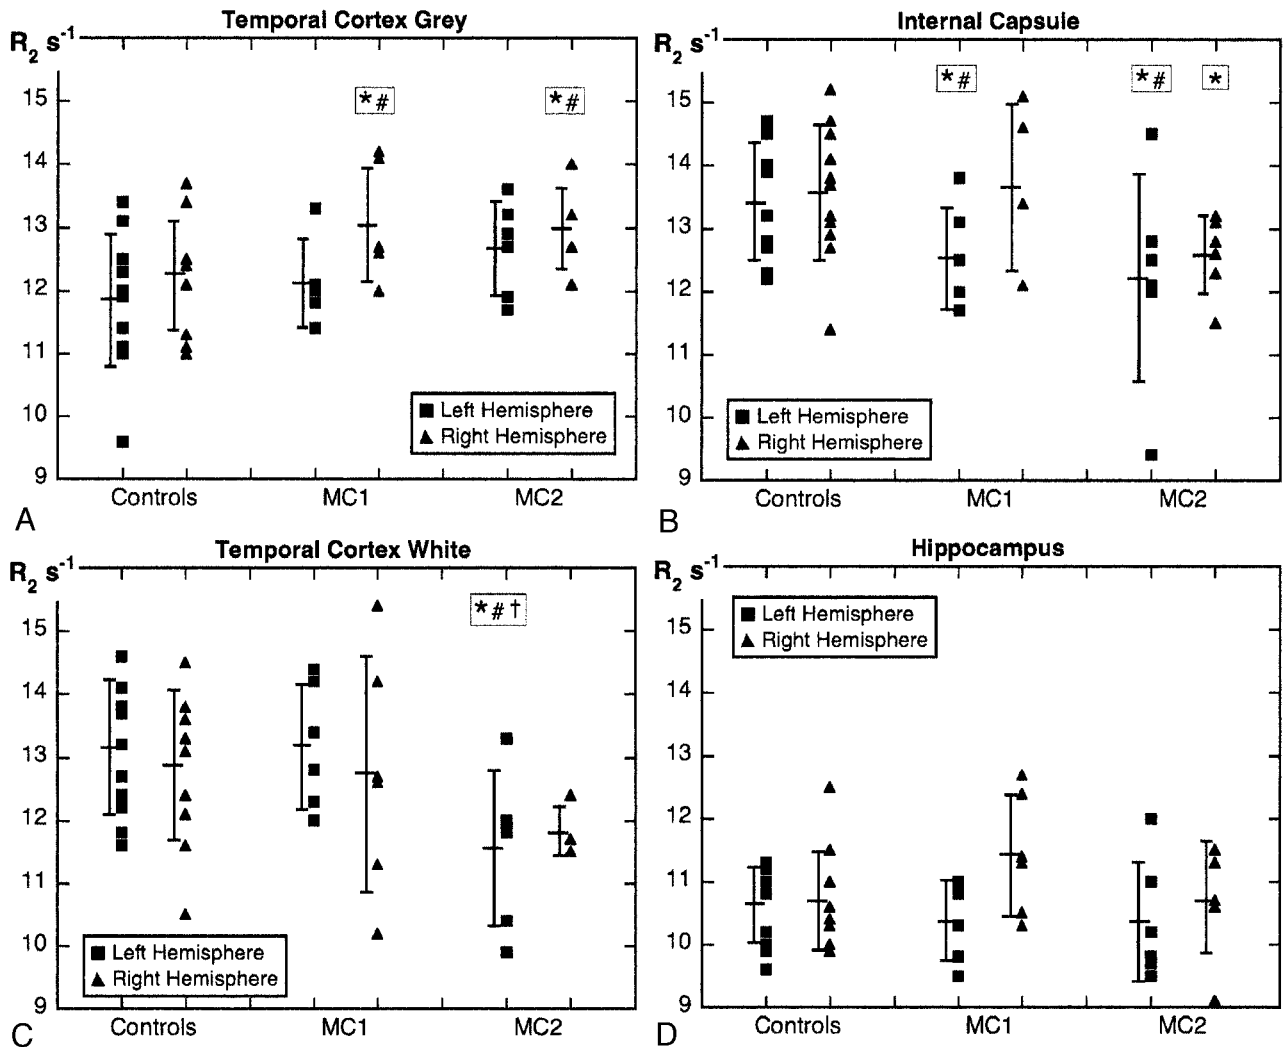 Temporal Cortex Grey
R2 s-1
15
14
13
12
11
10
9
*#
*#
Left Hemisphere
Right Hemisphere
Controls
MC1
MC2
A
Internal Capsule
R2 s-1
15
14
13
12
11
10
9
*#
*#
*
Left Hemisphere
Right Hemisphere
Controls
MC1
MC2
B
Temporal Cortex White
R2 s-1
15
14
13
12
11
10
9
*#†
Left Hemisphere
Right Hemisphere
Controls
MC1
MC2
C
Hippocampus
R2 s-1
15
14
13
12
11
10
9
Left Hemisphere
Right Hemisphere
Controls
MC1
MC2
D